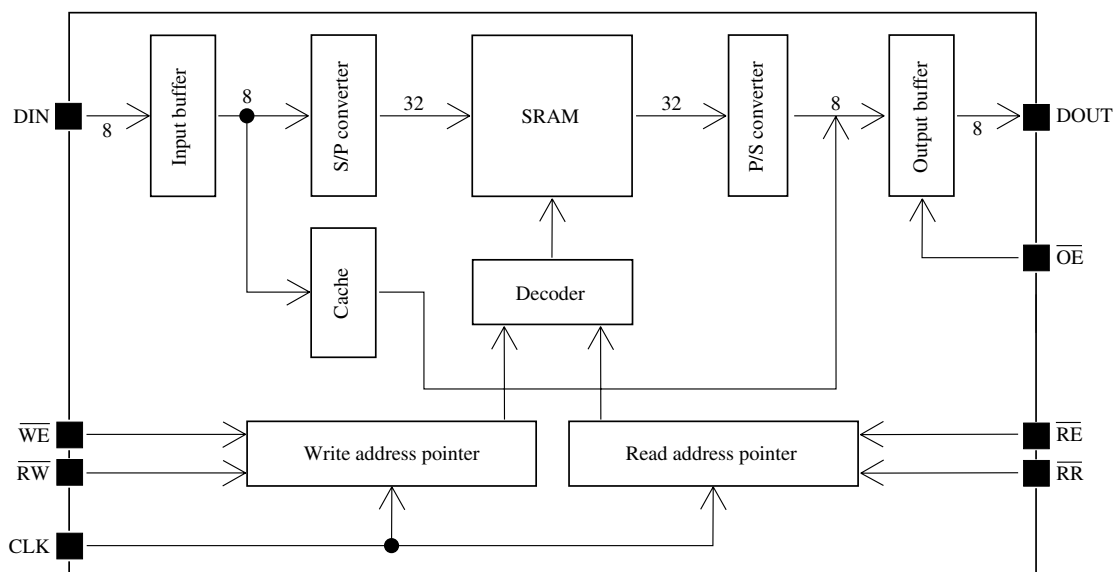 DIN
8
Input buffer
8
S/P converter
32
SRAM
32
P/S converter
8
Output buffer
8
DOUT
OE
Cache
Decoder
WE
RW
Write address pointer
Read address pointer
RE
RR
CLK